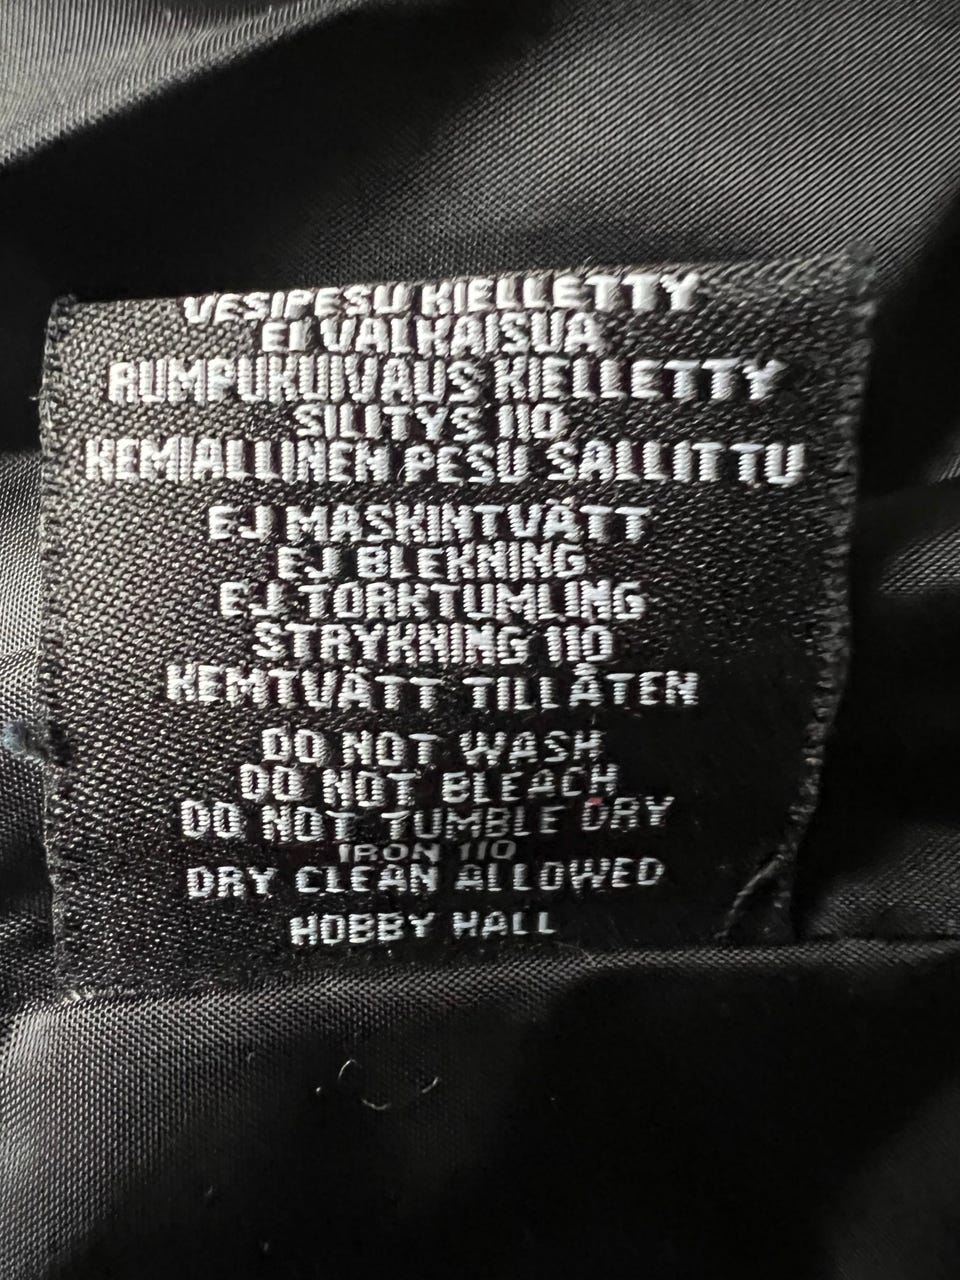 VESIPESU KIELLETTY
EI VALKAISUA
RUMPUKUIVAUS KIELLETTY
SILITYS 110
KEMIALLINEN PESU SALLITTU
EJ MASKINTVÄTT
EJ BLEKNING
EJ TORKTUMLING
STRYKNING 110
KEMTVÄTT TILLÅTEN
DO NOT WASH
DO NOT BLEACH
DO NOT TUMBLE DRY
IRON 110
DRY CLEAN ALLOWED
HOBBY HALL